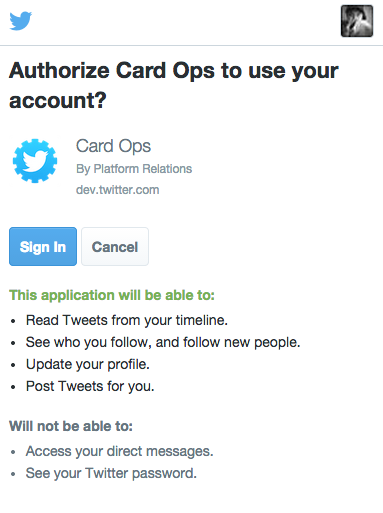 Authorize Card Ops to use your
account?
Card Ops
By Platform Relations
dev.twitter.com
Sign In
Cancel
This application will be able to:
• Read Tweets from your timeline.
• See who you follow, and follow new people.
• Update your profile.
• Post Tweets for you.
Will not be able to:
• Access your direct messages.
• See your Twitter password.